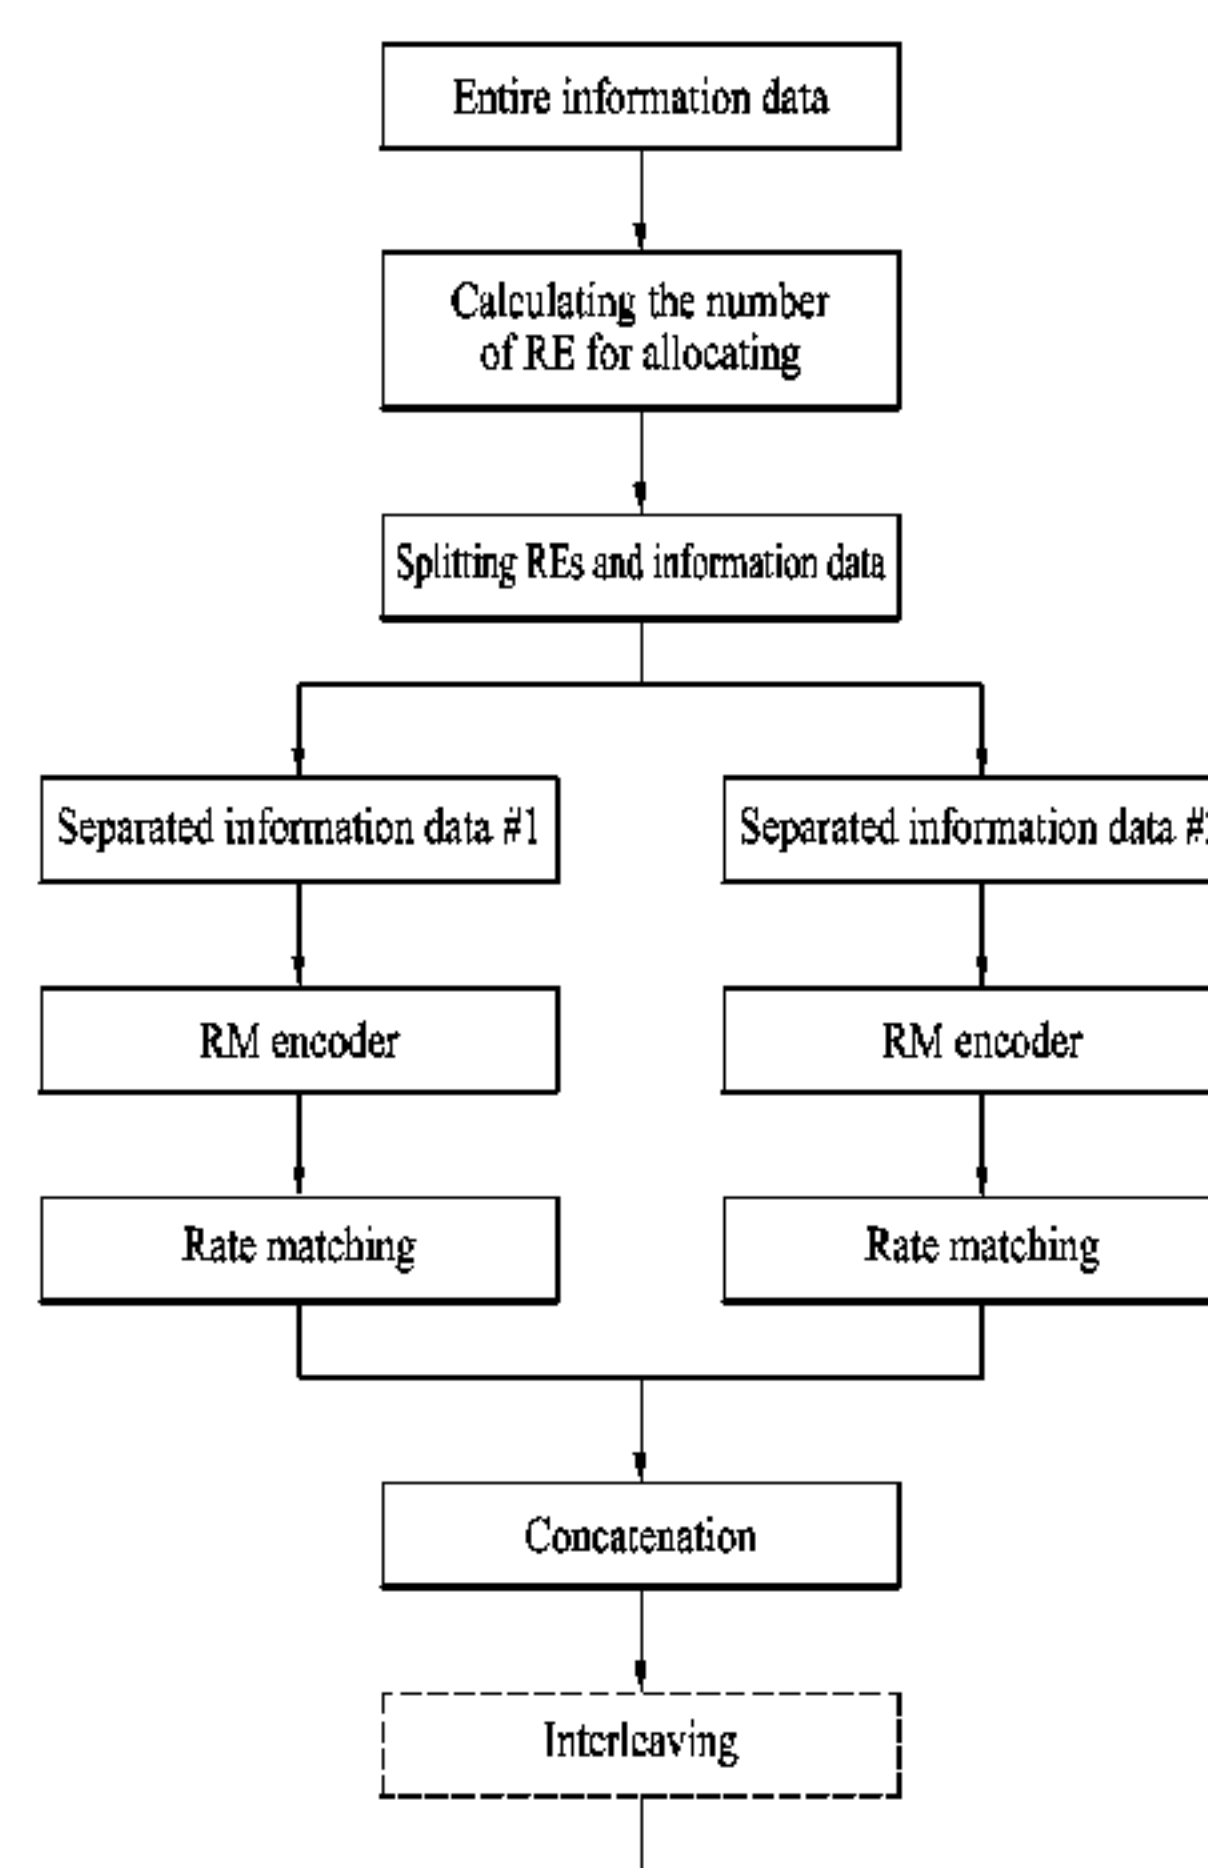 Entire information data
Calculating the number
of RE for allocating
Splitting REs and information data
Separated information data #1
Separated information data
RM encoder
RM encoder
Rate matching
Rate matching
Concatenation
Interleaving